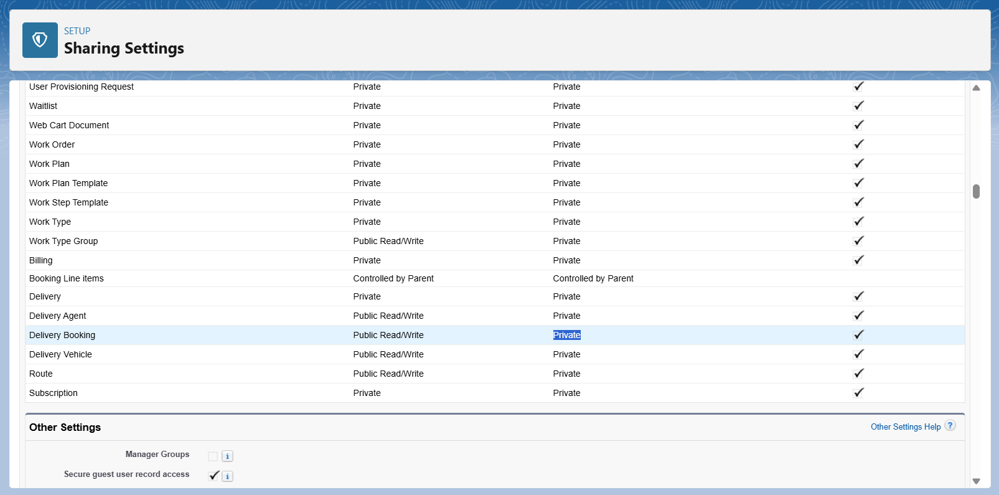 SETUP
Sharing Settings
User Provisioning Request Private Private
Waitlist Private Private
Web Cart Document Private Private
Work Order Private Private
Work Plan Private Private
Work Plan Template Private Private
Work Step Template Private Private
Work Type Private Private
Work Type Group Public Read/Write Private
Billing Private Private
Booking Line items Controlled by Parent Controlled by Parent
Delivery Private Private
Delivery Agent Public Read/Write Private
Delivery Booking Public Read/Write Private
Delivery Vehicle Public Read/Write Private
Route Public Read/Write Private
Subscription Private Private
Other Settings Other Settings Help ?
Manager Groups i
Secure guest user record access i